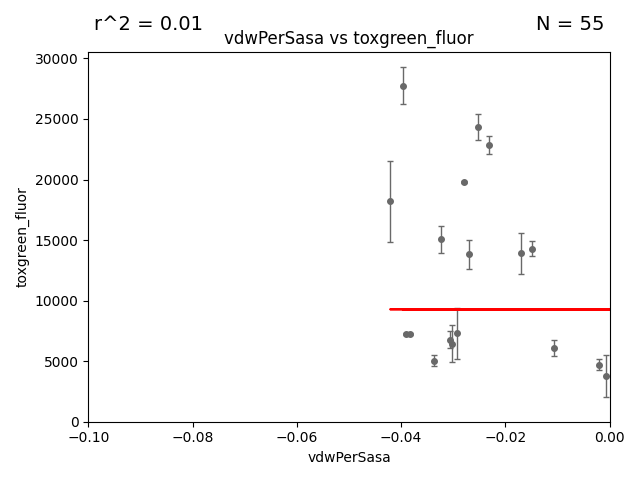 r^2 = 0.01
N = 55
vdwPerSasa vs toxgreen_fluor
30000
25000
20000
15000
10000
5000
0
toxgreen_fluor
−0.10
−0.08
−0.06
−0.04
−0.02
0.00
vdwPerSasa